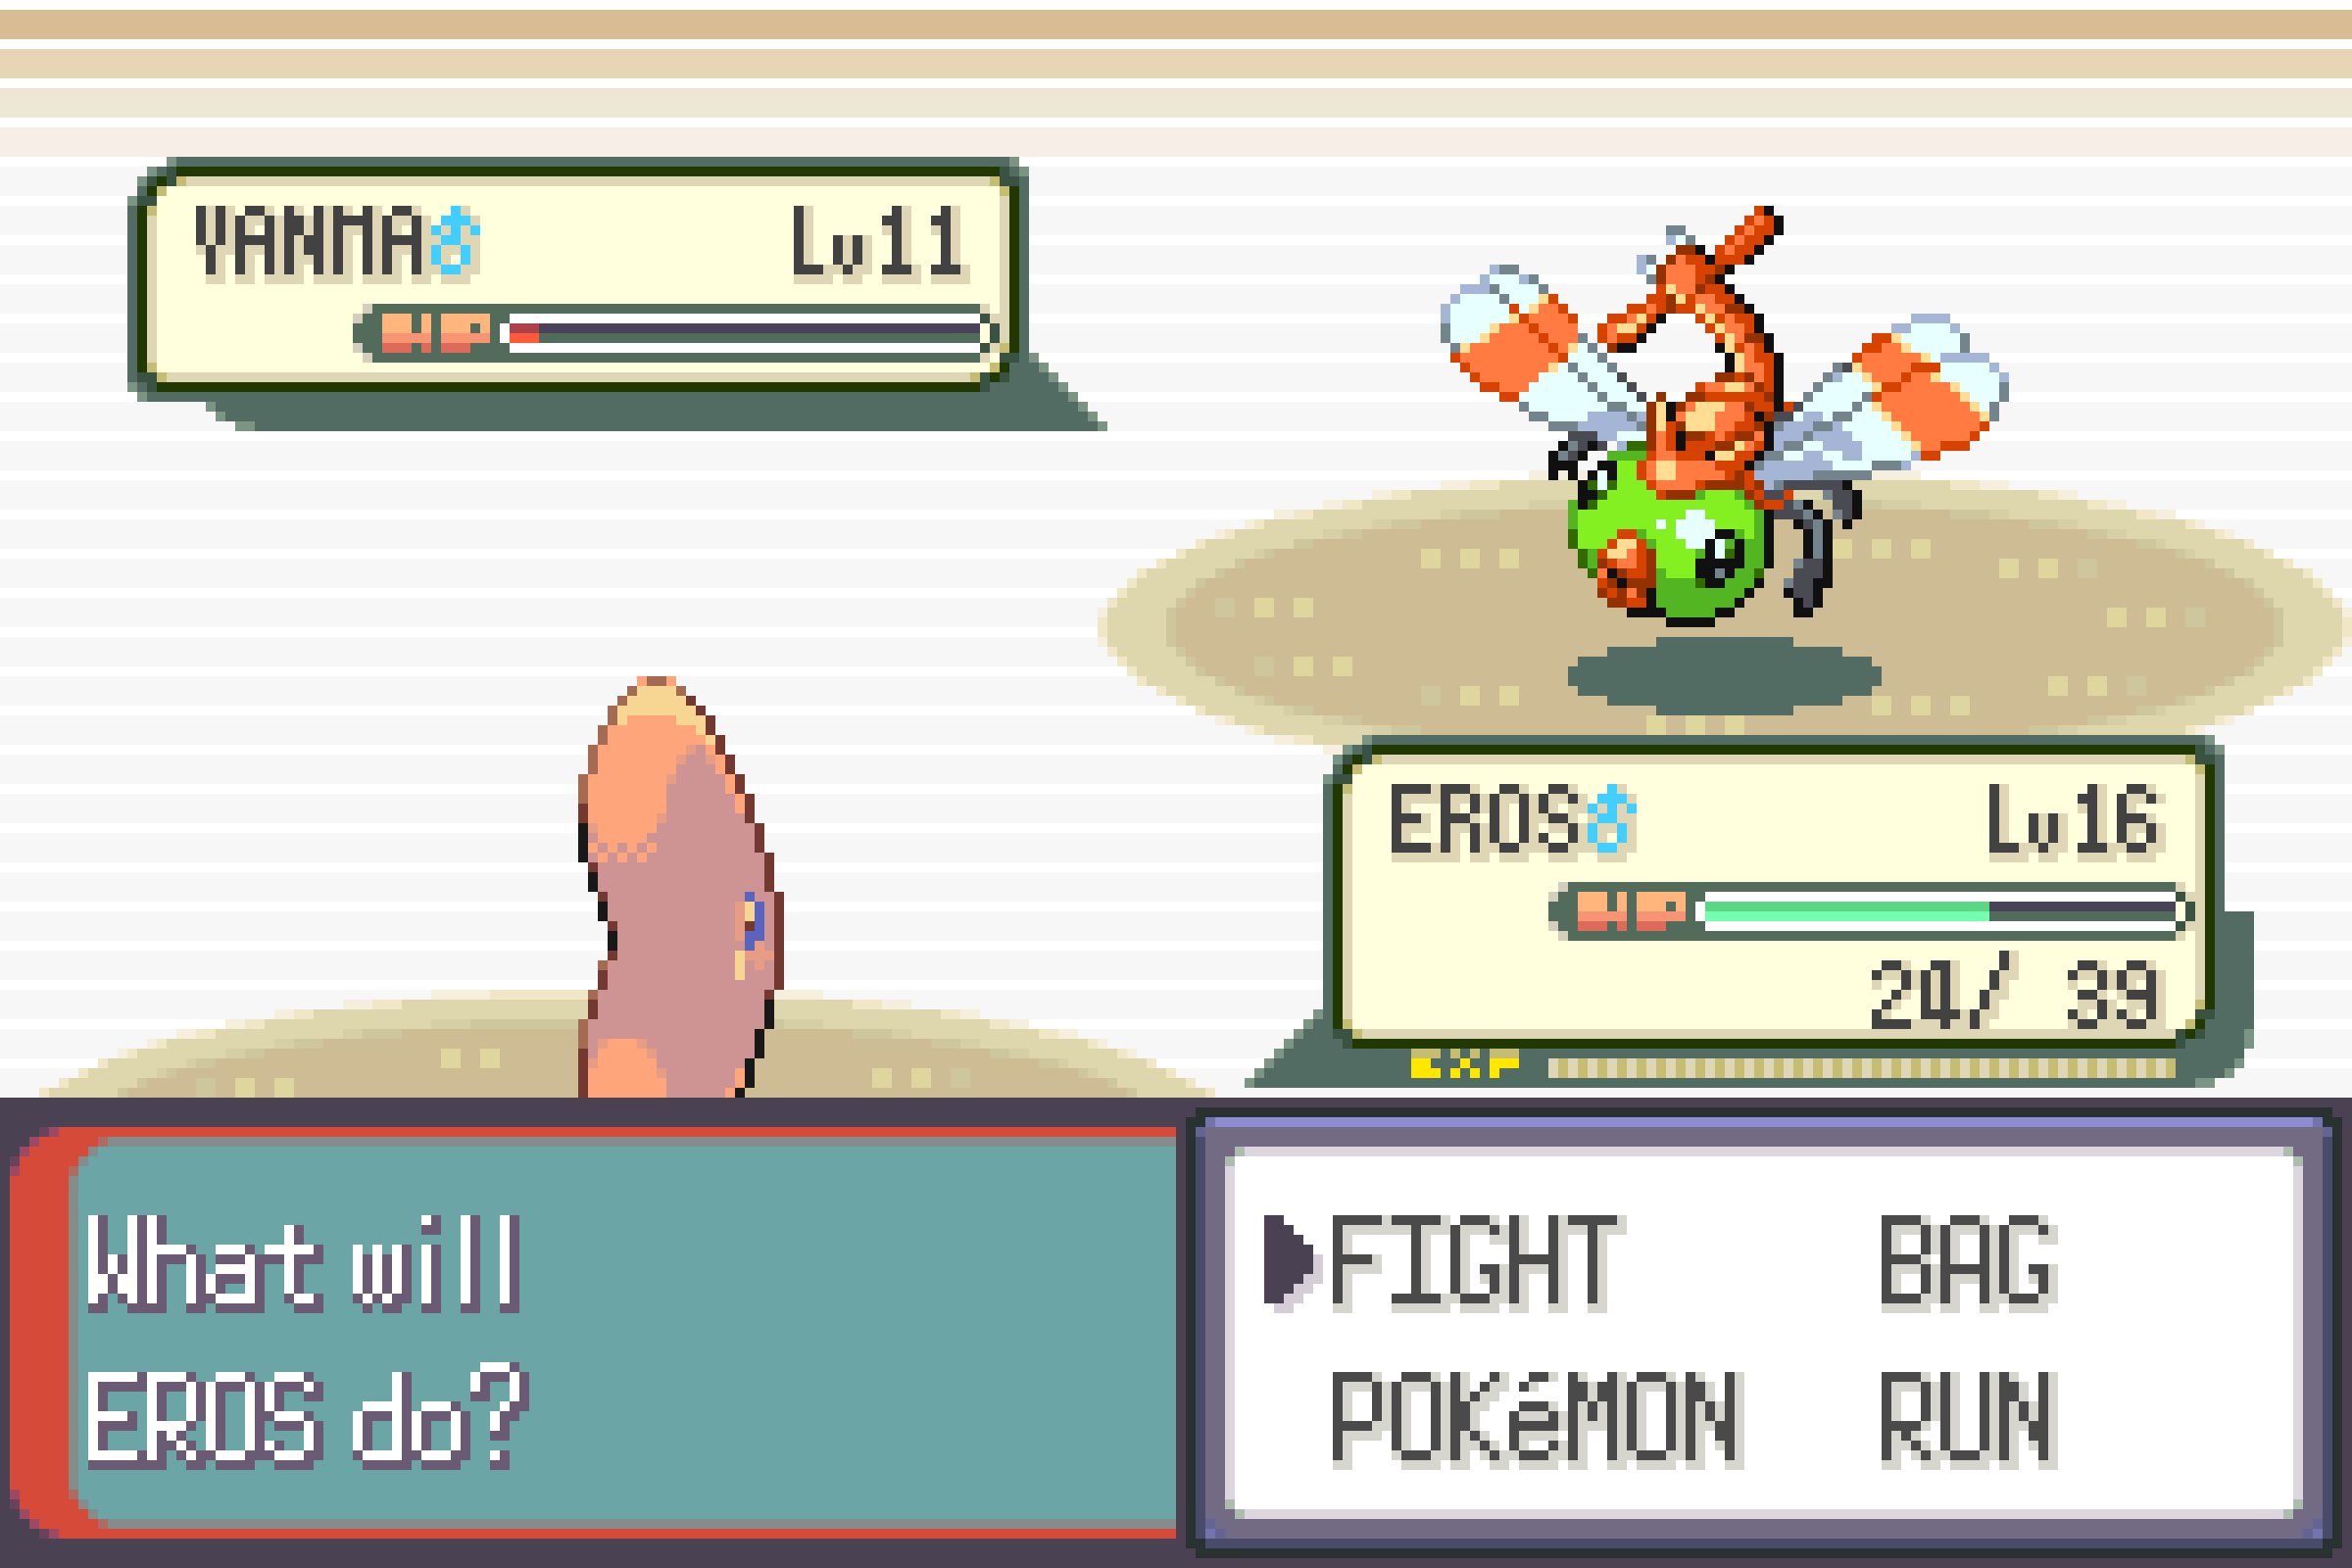 YANMA♂ Lv11
HP
EROS♂ Lv16
HP
24/ 39
EXP
What will
EROS do?
FIGHT BAG
POKéMON RUN